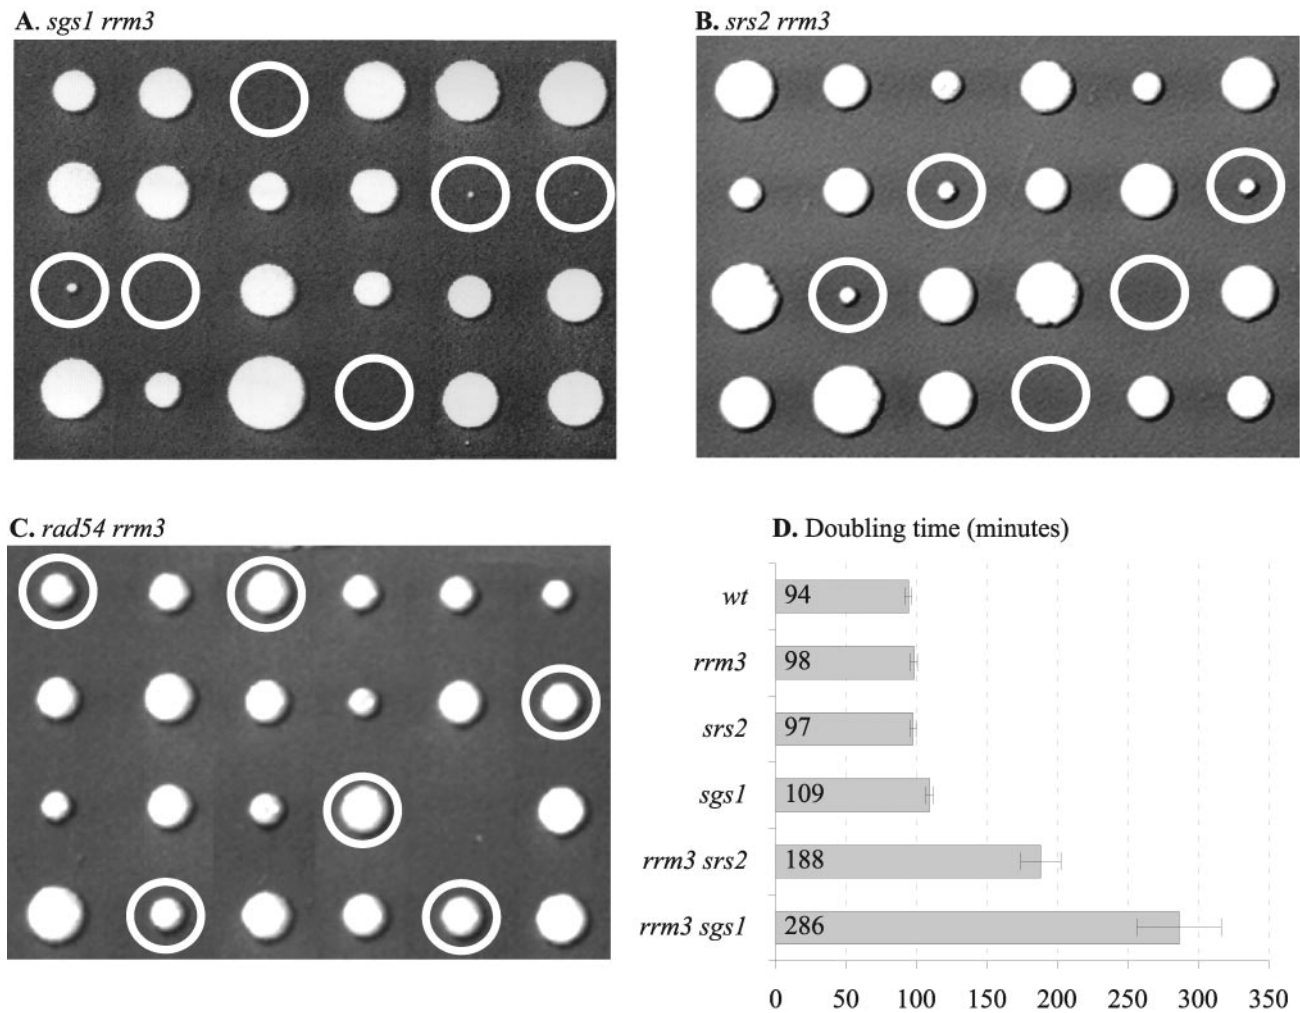 A. sgs1 rrm3
B. srs2 rrm3
C. rad54 rrm3
D. Doubling time (minutes)
wt 94
rrm3 98
srs2 97
sgs1 109
rrm3 srs2 188
rrm3 sgs1 286
0 50 100 150 200 250 300 350